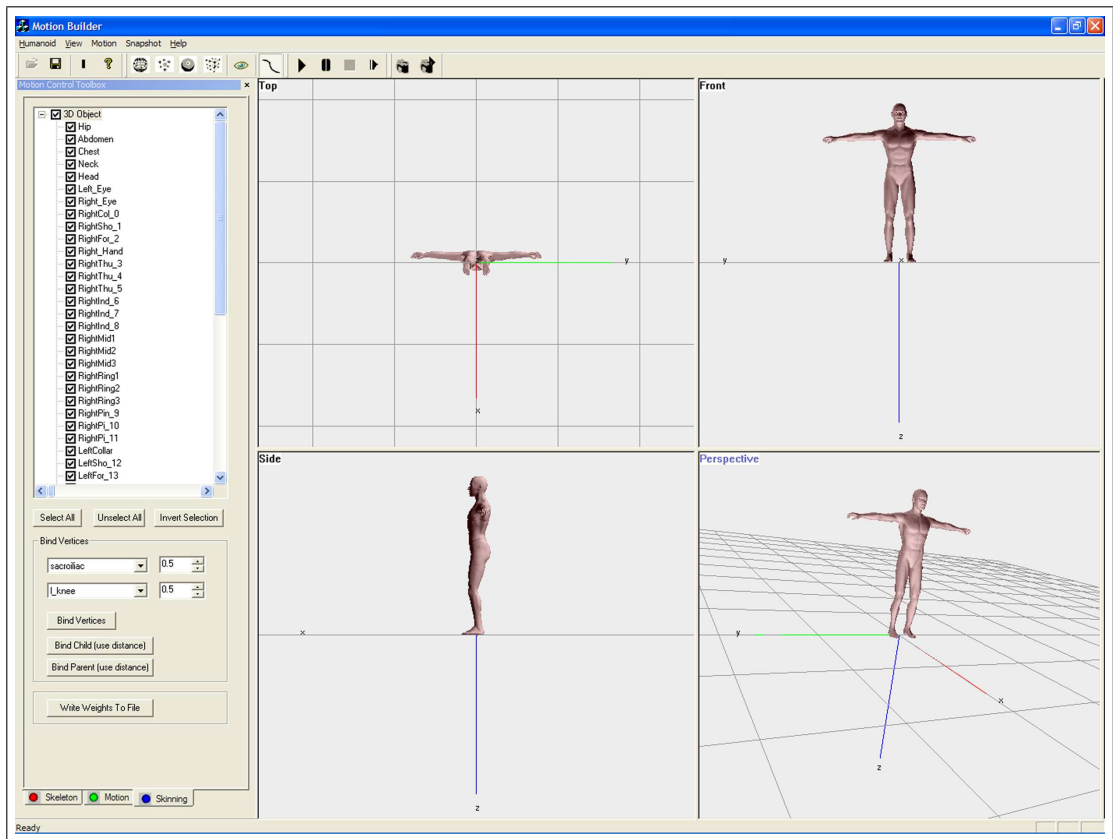 Motion Builder
Humanoid View Motion Snapshot Help
Motion Control Toolbox
3D Object
Hip
Abdomen
Chest
Neck
Head
Left_Eye
Right_Eye
RightCol_0
RightSho_1
RightFor_2
Right_Hand
RightThu_3
RightThu_4
RightThu_5
RightInd_6
RightInd_7
RightInd_8
RightMid1
RightMid2
RightMid3
RightRing1
RightRing2
RightRing3
RightPin_9
RightPi_10
RightPi_11
LeftCollar
LeftSho_12
LeftFor_13
Select All Unselect All Invert Selection
Bind Vertices
sacroiliac 0.5
l_knee 0.5
Bind Vertices
Bind Child (use distance)
Bind Parent (use distance)
Write Weights To File
Skeleton Motion Skinning
Ready
Top
y
x
Front
y
x
z
Side
x
z
Perspective
y
x
z